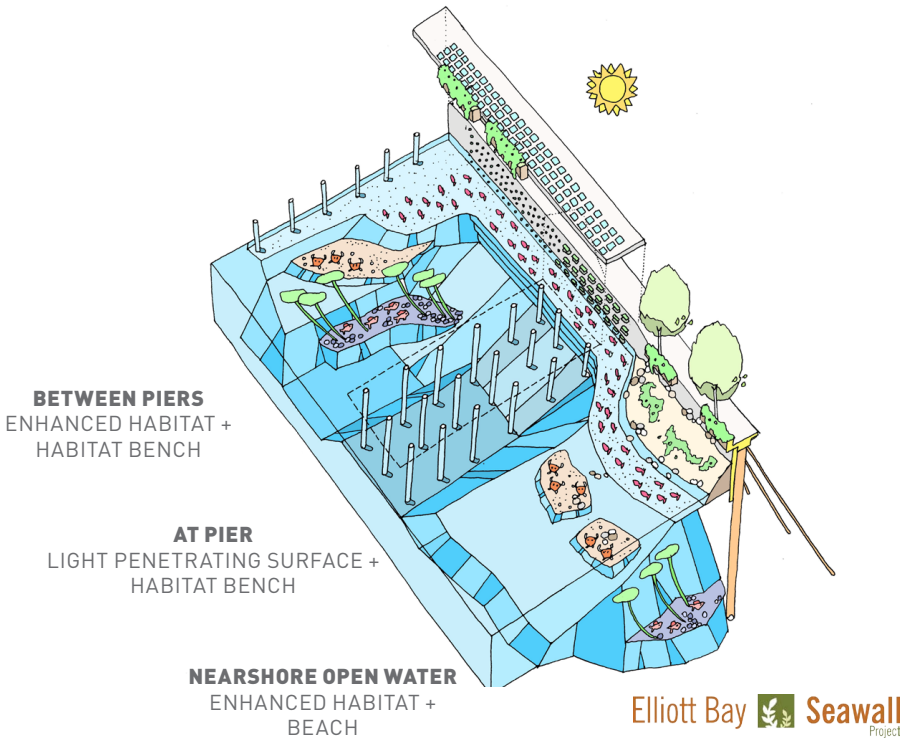 BETWEEN PIERS
ENHANCED HABITAT +
HABITAT BENCH
AT PIER
LIGHT PENETRATING SURFACE +
HABITAT BENCH
NEARSHORE OPEN WATER
ENHANCED HABITAT +
BEACH
Elliott Bay Seawall
Project